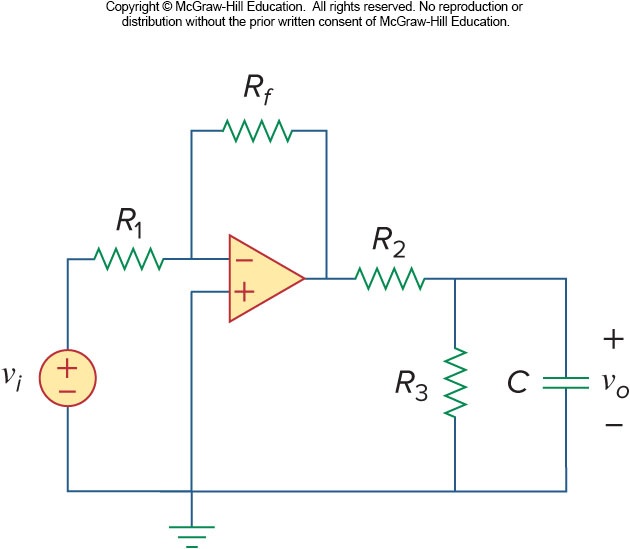 Copyright © McGraw-Hill Education.  All rights reserved. No reproduction or
distribution without the prior written consent of McGraw-Hill Education.
Rf
R1
R2
−
+
vi
+
−
R3
C
+
vo
−